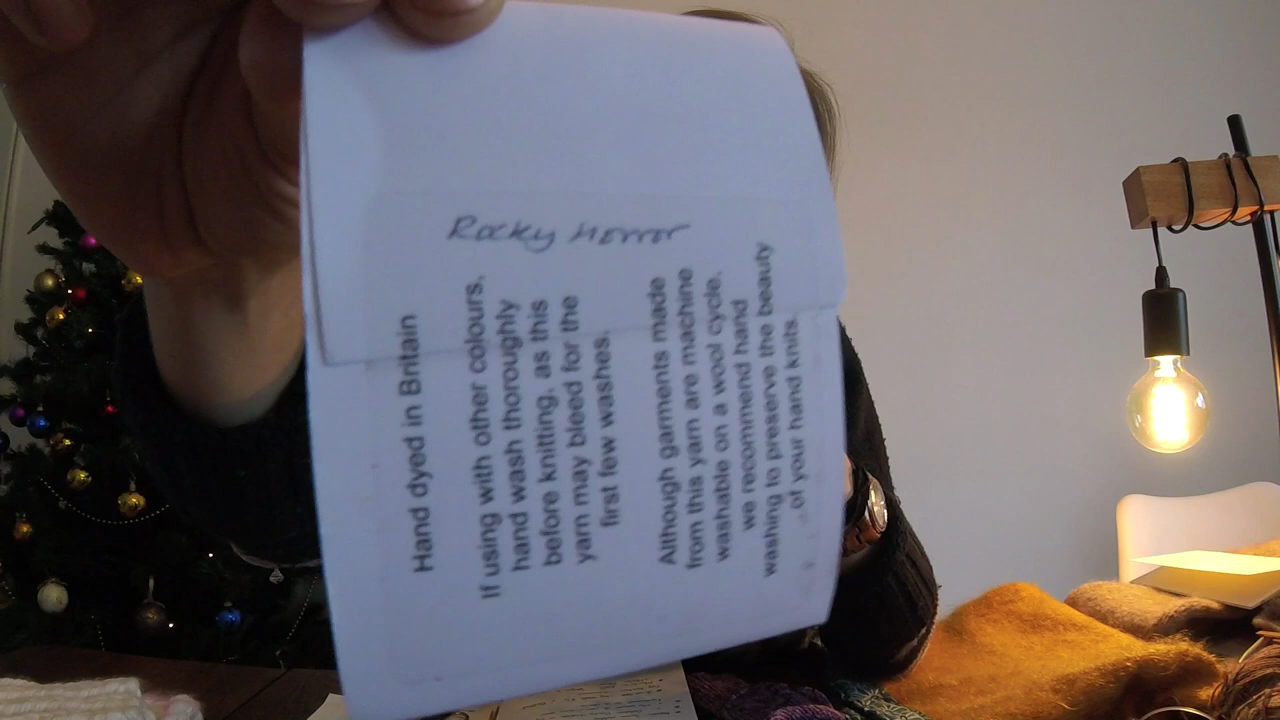 Rocky Horror
Hand dyed in Britain
If using with other colours,
hand wash thoroughly
before knitting, as this
yarn may bleed for the
first few washes.
Although garments made
from this yarn are machine
washable on a wool cycle,
we recommend hand
washing to preserve the beauty
of your hand knits.